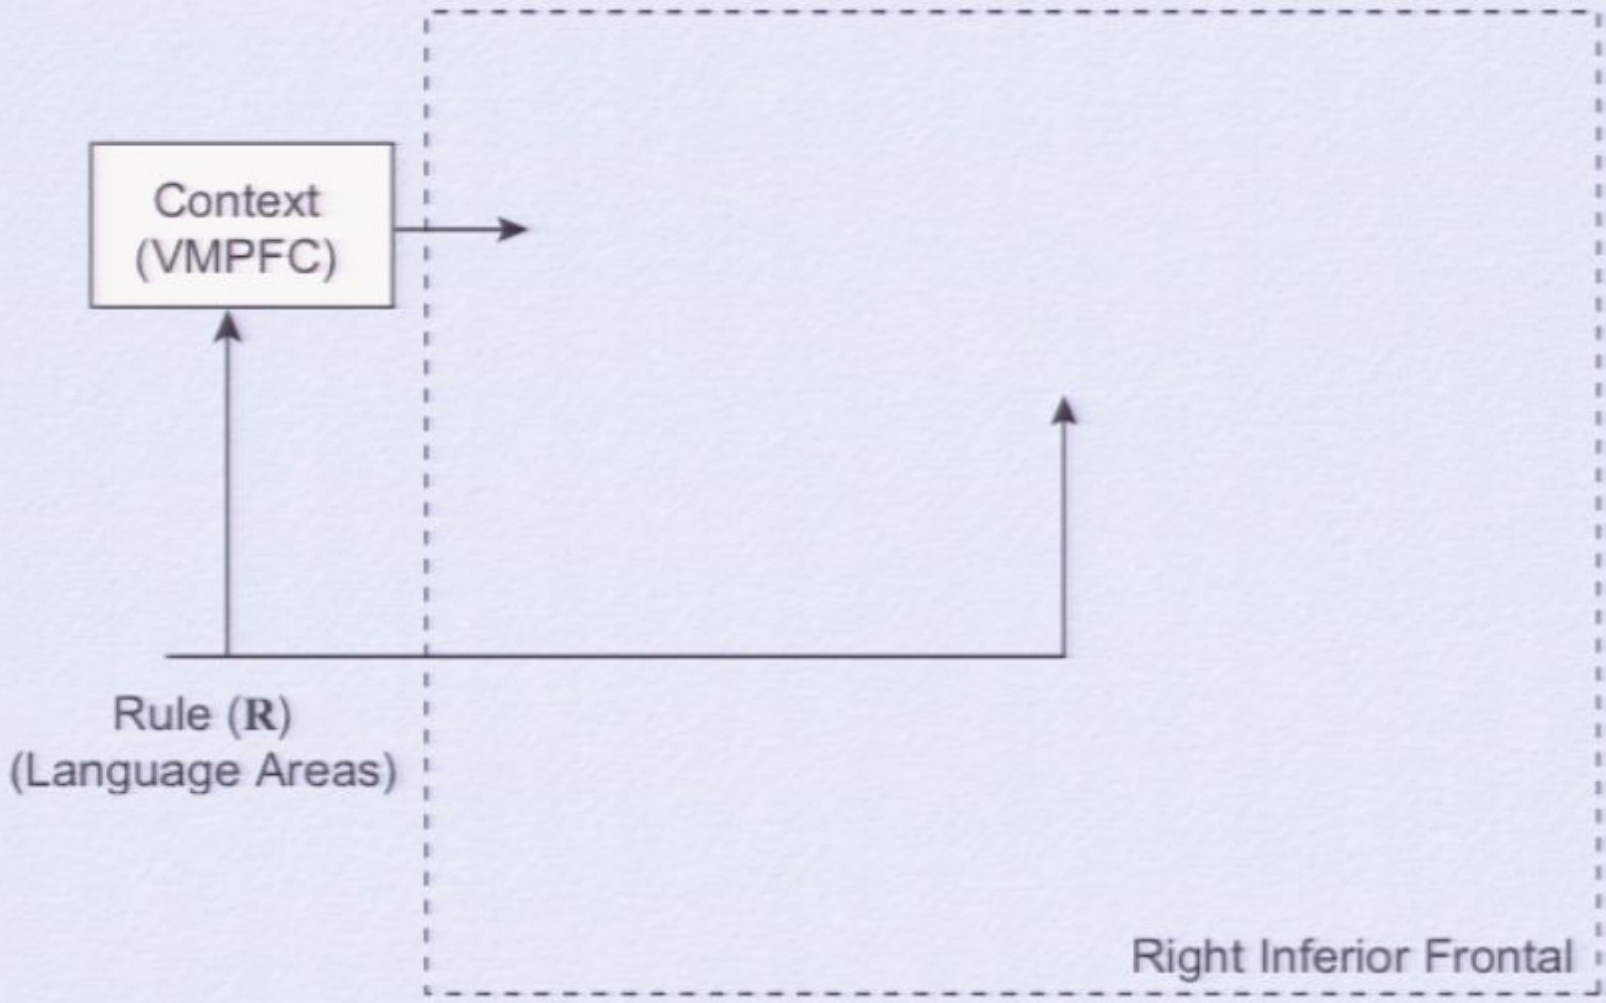 Context
(VMPFC)
Rule (R)
(Language Areas)
Right Inferior Frontal